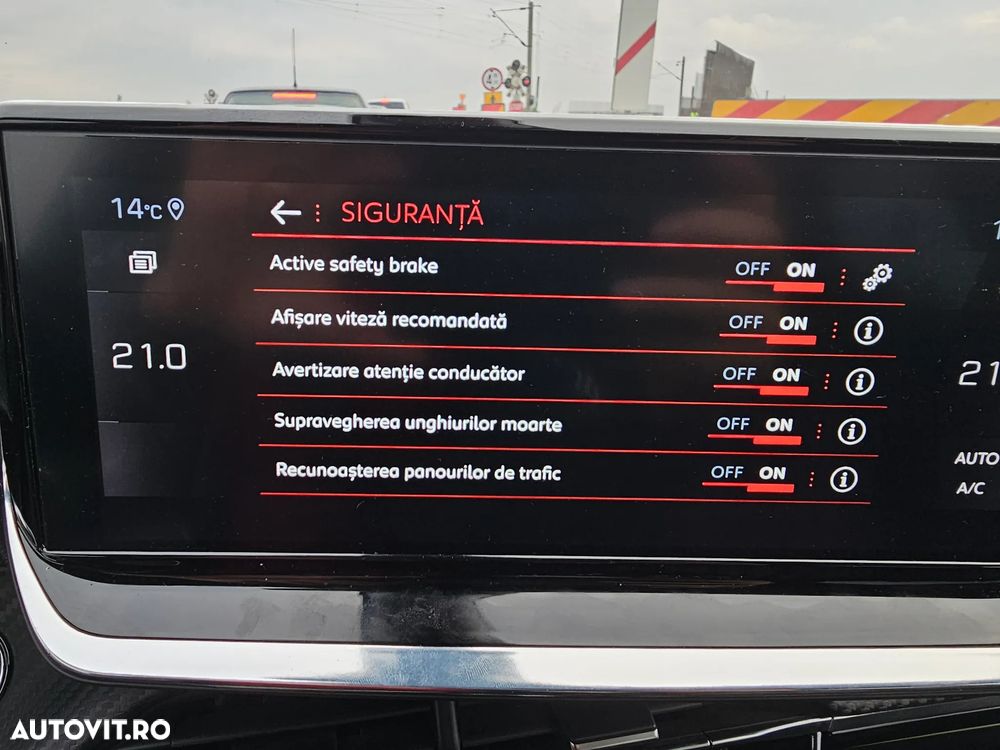 14°C
SIGURANȚĂ
Active safety brake OFF ON
Afișare viteză recomandată OFF ON
Avertizare atenție conducător OFF ON
Supravegherea unghiurilor moarte OFF ON
Recunoașterea panourilor de trafic OFF ON
21.0
21
AUTO
A/C
AUTOVIT.RO